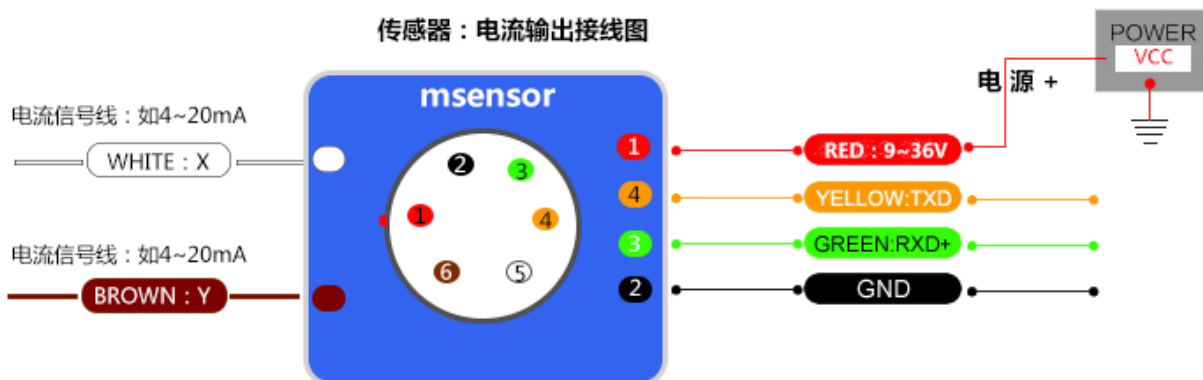 传感器：电流输出接线图
POWER
VCC
电 源 +
msensor
电流信号线：如4~20mA
WHITE：X
电流信号线：如4~20mA
BROWN：Y
2
3
1
4
6
5
1
RED：9~36V
4
YELLOW:TXD
3
GREEN:RXD+
2
GND